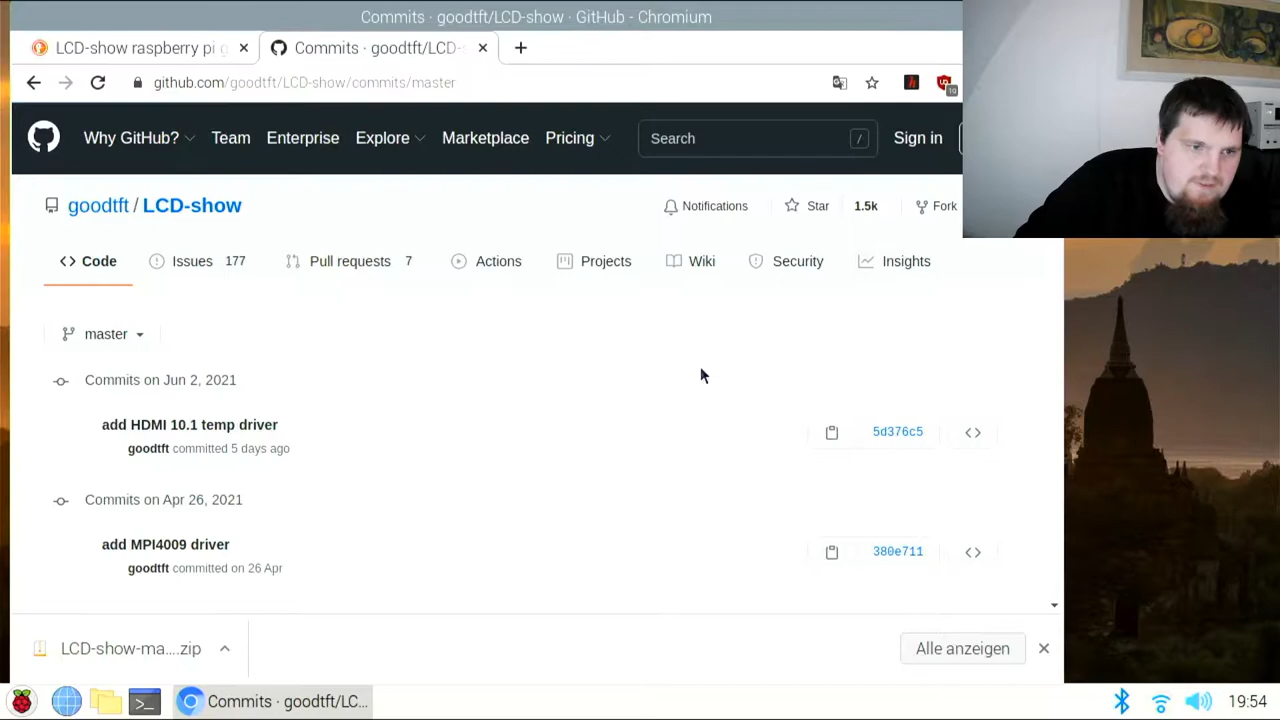 Commits · goodtft/LCD-show · GitHub - Chromium
LCD-show raspberry pi g
Commits · goodtft/LCD-s
github.com/goodtft/LCD-show/commits/master
10
Why GitHub?
Team
Enterprise
Explore
Marketplace
Pricing
Search
/
Sign in
goodtft / LCD-show
Notifications
Star
1.5k
Fork
Code
Issues 177
Pull requests 7
Actions
Projects
Wiki
Security
Insights
master
Commits on Jun 2, 2021
add HDMI 10.1 temp driver
5d376c5
goodtft committed 5 days ago
Commits on Apr 26, 2021
add MPI4009 driver
380e711
goodtft committed on 26 Apr
LCD-show-ma....zip
Alle anzeigen
Commits · goodtft/LC...
19:54